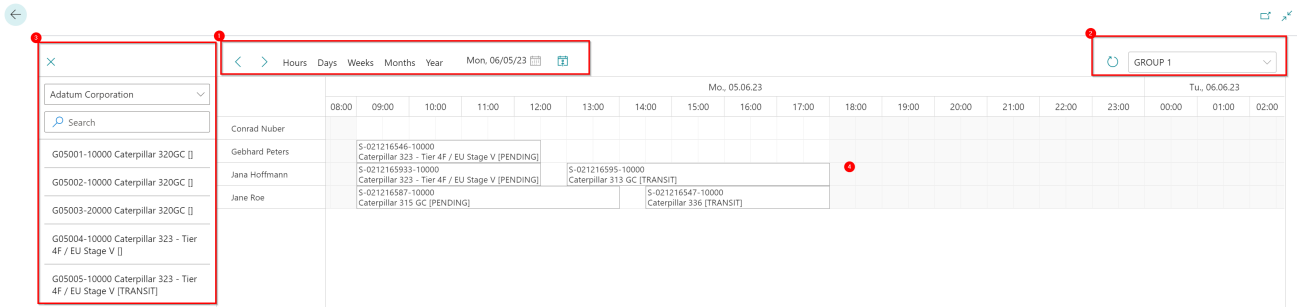 3
1
2
Hours Days Weeks Months Year Mon, 06/05/23
GROUP 1
Adatum Corporation
Search
G05001-10000 Caterpillar 320GC []
G05002-10000 Caterpillar 320GC []
G05003-20000 Caterpillar 320GC []
G05004-10000 Caterpillar 323 - Tier
4F / EU Stage V []
G05005-10000 Caterpillar 323 - Tier
4F / EU Stage V [TRANSIT]
Mo., 05.06.23 Tu., 06.06.23
08:00 09:00 10:00 11:00 12:00 13:00 14:00 15:00 16:00 17:00 18:00 19:00 20:00 21:00 22:00 23:00 00:00 01:00 02:00
Conrad Nuber
Gebhard Peters
S-021216546-10000
Caterpillar 323 - Tier 4F / EU Stage V [PENDING]
Jana Hoffmann
S-0212165933-10000
Caterpillar 323 - Tier 4F / EU Stage V [PENDING]
S-021216595-10000
Caterpillar 313 GC [TRANSIT]
4
Jane Roe
S-021216587-10000
Caterpillar 315 GC [PENDING]
S-021216547-10000
Caterpillar 336 [TRANSIT]